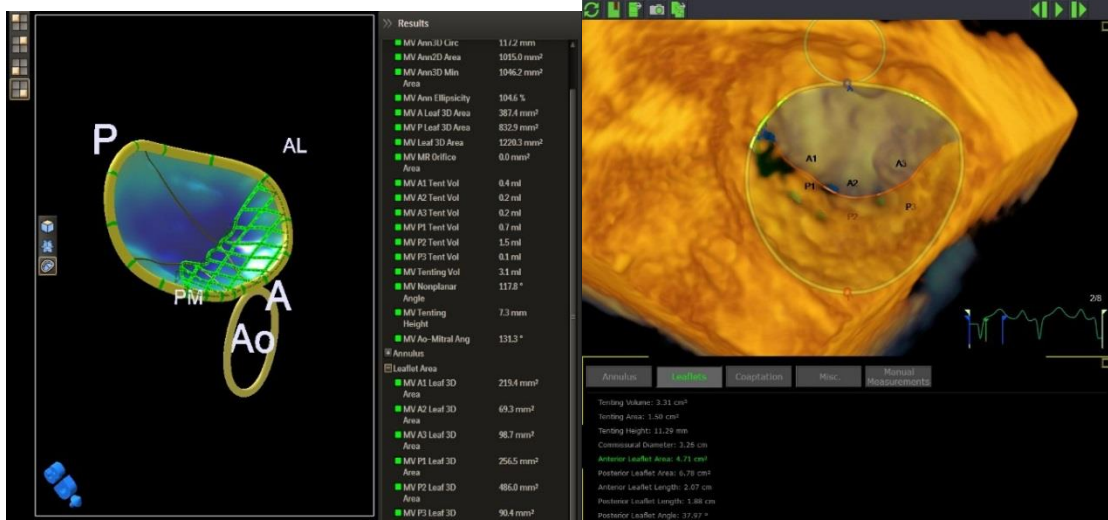 P
AL
PM
A
Ao
Results
MV Ann3D Circ 117.2 mm
MV Ann2D Area 1015.0 mm²
MV Ann3D Min Area 1046.2 mm²
MV Ann Ellipsicity 104.6 %
MV A Leaf 3D Area 387.4 mm²
MV P Leaf 3D Area 832.9 mm²
MV Leaf 3D Area 1220.3 mm²
MV MR Orifice Area 0.0 mm²
MV A1 Tent Vol 0.4 ml
MV A2 Tent Vol 0.2 ml
MV A3 Tent Vol 0.2 ml
MV P1 Tent Vol 0.7 ml
MV P2 Tent Vol 1.5 ml
MV P3 Tent Vol 0.1 ml
MV Tenting Vol 3.1 ml
MV Nonplanar Angle 117.8 °
MV Tenting Height 7.3 mm
MV Ao-Mitral Ang 131.3 °
Annulus
Leaflet Area
MV A1 Leaf 3D Area 219.4 mm²
MV A2 Leaf 3D Area 69.3 mm²
MV A3 Leaf 3D Area 98.7 mm²
MV P1 Leaf 3D Area 256.5 mm²
MV P2 Leaf 3D Area 486.0 mm²
MV P3 Leaf 3D 90.4 mm²
A
A1
A2
A3
P1
P2
P3
2/8
Annulus
Leaflets
Coaptation
Misc.
Manual Measurements
Tenting Volume: 3.31 cm³
Tenting Area: 1.50 cm²
Tenting Height: 11.29 mm
Commissural Diameter: 3.26 cm
Anterior Leaflet Area: 4.71 cm²
Posterior Leaflet Area: 6.78 cm²
Anterior Leaflet Length: 2.07 cm
Posterior Leaflet Length: 1.88 cm
Posterior Leaflet Angle: 37.97 °